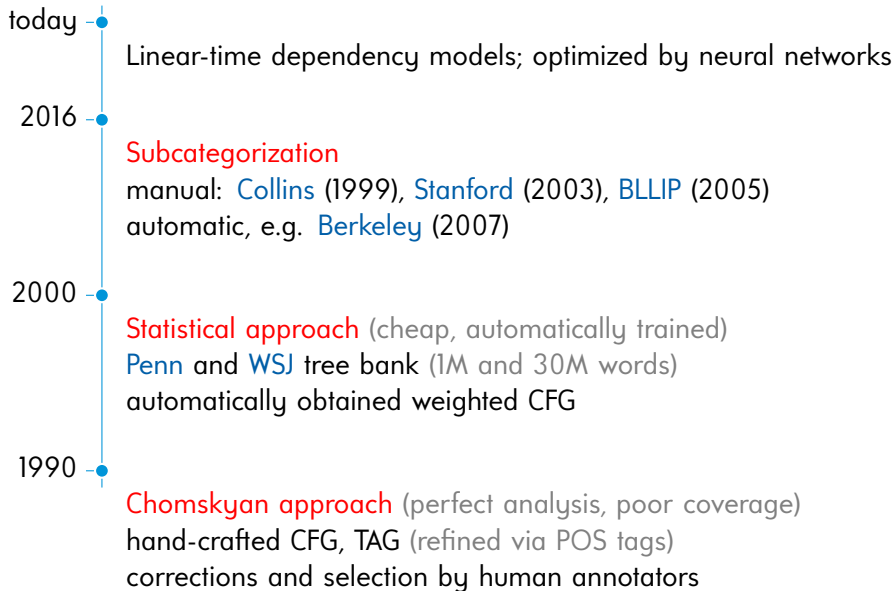 today
Linear-time dependency models; optimized by neural networks
2016
Subcategorization
manual: Collins (1999), Stanford (2003), BLLIP (2005)
automatic, e.g. Berkeley (2007)
2000
Statistical approach (cheap, automatically trained)
Penn and WSJ tree bank (1M and 30M words)
automatically obtained weighted CFG
1990
Chomskyan approach (perfect analysis, poor coverage)
hand-crafted CFG, TAG (refined via POS tags)
corrections and selection by human annotators